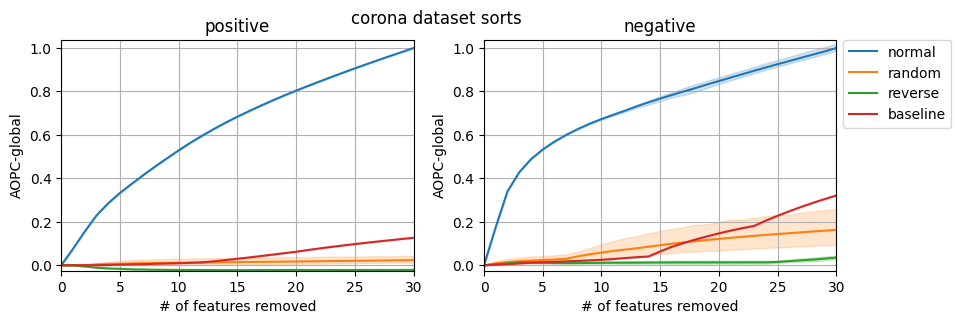 corona dataset sorts
positive
negative
AOPC-global
1.0
0.8
0.6
0.4
0.2
0.0
0 5 10 15 20 25 30
# of features removed
AOPC-global
1.0
0.8
0.6
0.4
0.2
0.0
0 5 10 15 20 25 30
# of features removed
normal
random
reverse
baseline